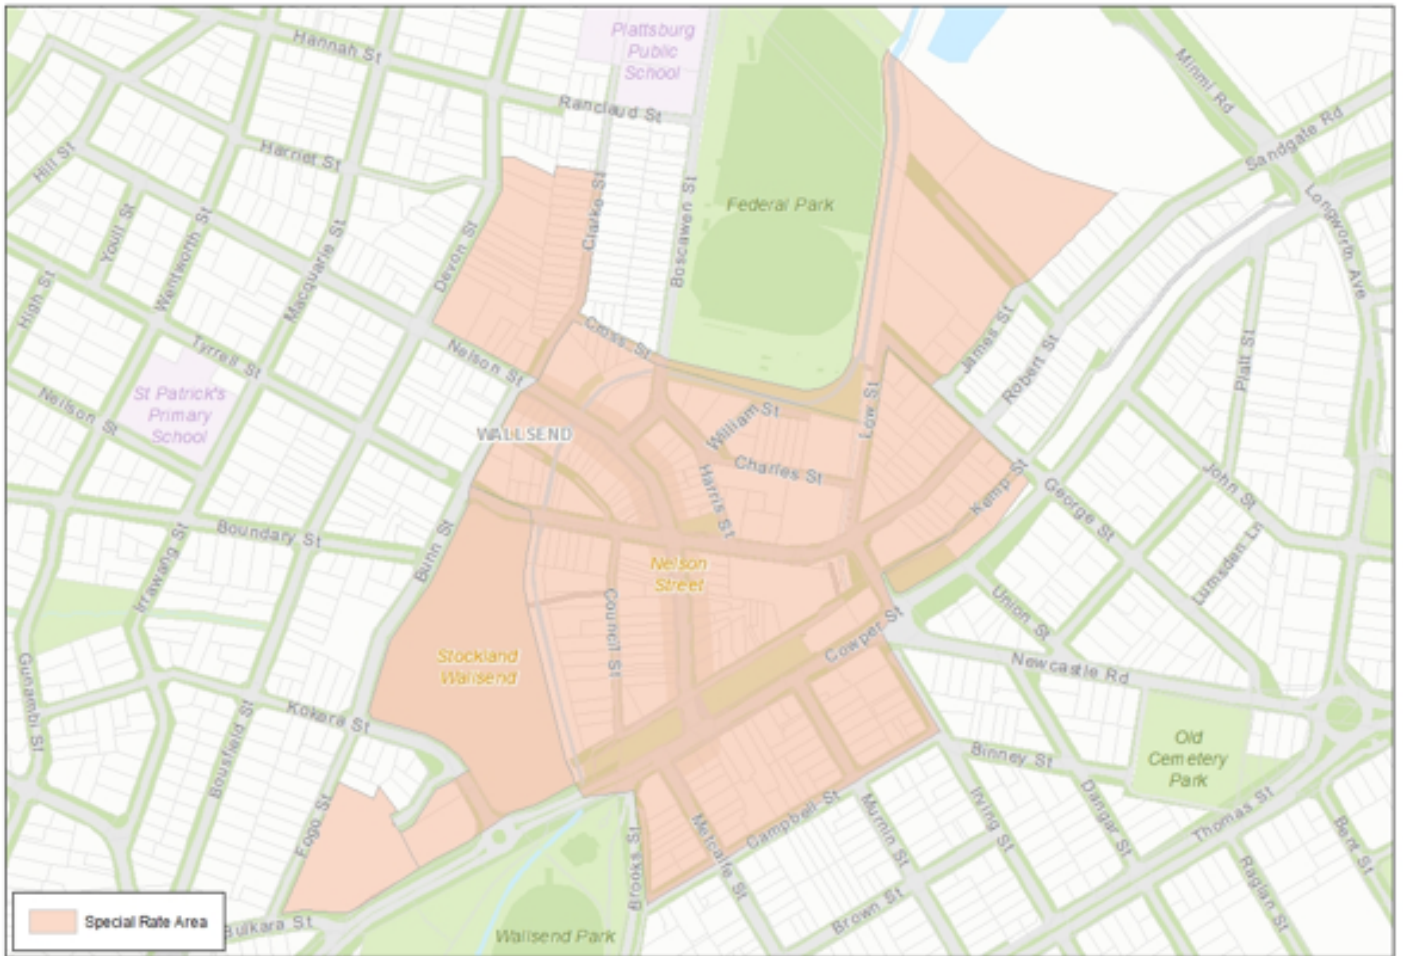 Plattsburg
Public
School
Hannah St
Minmi Rd
Ranclaud St
Sandgate Rd
Harriet St
Hill St
Clarke St
Federal Park
Longworth Ave
Youll St
Wentworth St
Macquarie St
Devon St
Boscawen St
High St
Tyrrell St
Cross St
James St
Robert St
Platt St
Nelson St
Low St
St Patrick's
Primary
School
Neilson St
William St
WALLSEND
Charles St
Harris St
Kemp St
George St
John St
Boundary St
Bunn St
Irrawang St
Nelson
Street
Lumsden Ln
Council St
Union St
Cowper St
Stockland
Wallsend
Newcastle Rd
Gunambi St
Kokara St
Bousfield St
Old
Cemetery
Park
Binney St
Irving St
Dangar St
Thomas St
Fogo St
Metcalfe St
Campbell St
Murnin St
Bent St
Brooks St
Raglan St
Brown St
Special Rate Area
Bulkara St
Wallsend Park